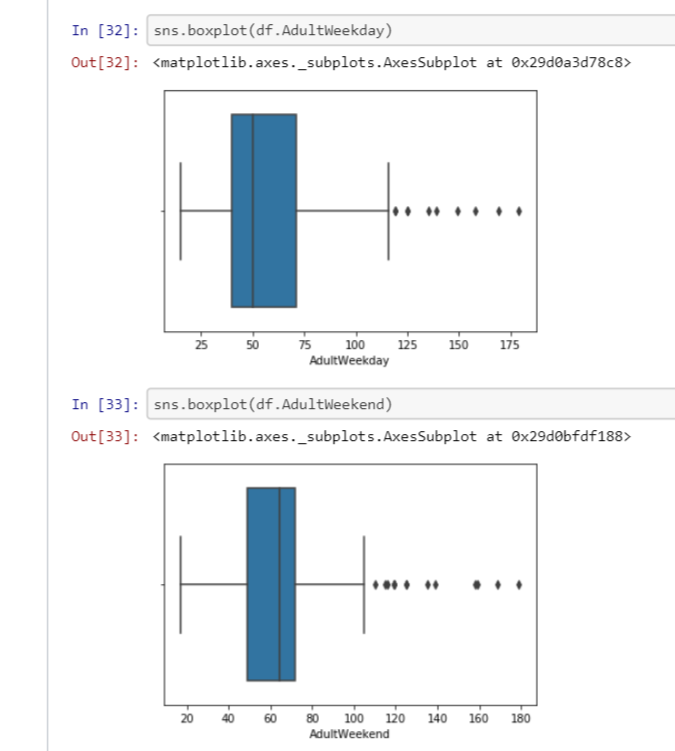 In [32]: sns.boxplot(df.AdultWeekday)
Out[32]: <matplotlib.axes._subplots.AxesSubplot at 0x29d0a3d78c8>
25 50 75 100 125 150 175
AdultWeekday
In [33]: sns.boxplot(df.AdultWeekend)
Out[33]: <matplotlib.axes._subplots.AxesSubplot at 0x29d0bfdf188>
20 40 60 80 100 120 140 160 180
AdultWeekend